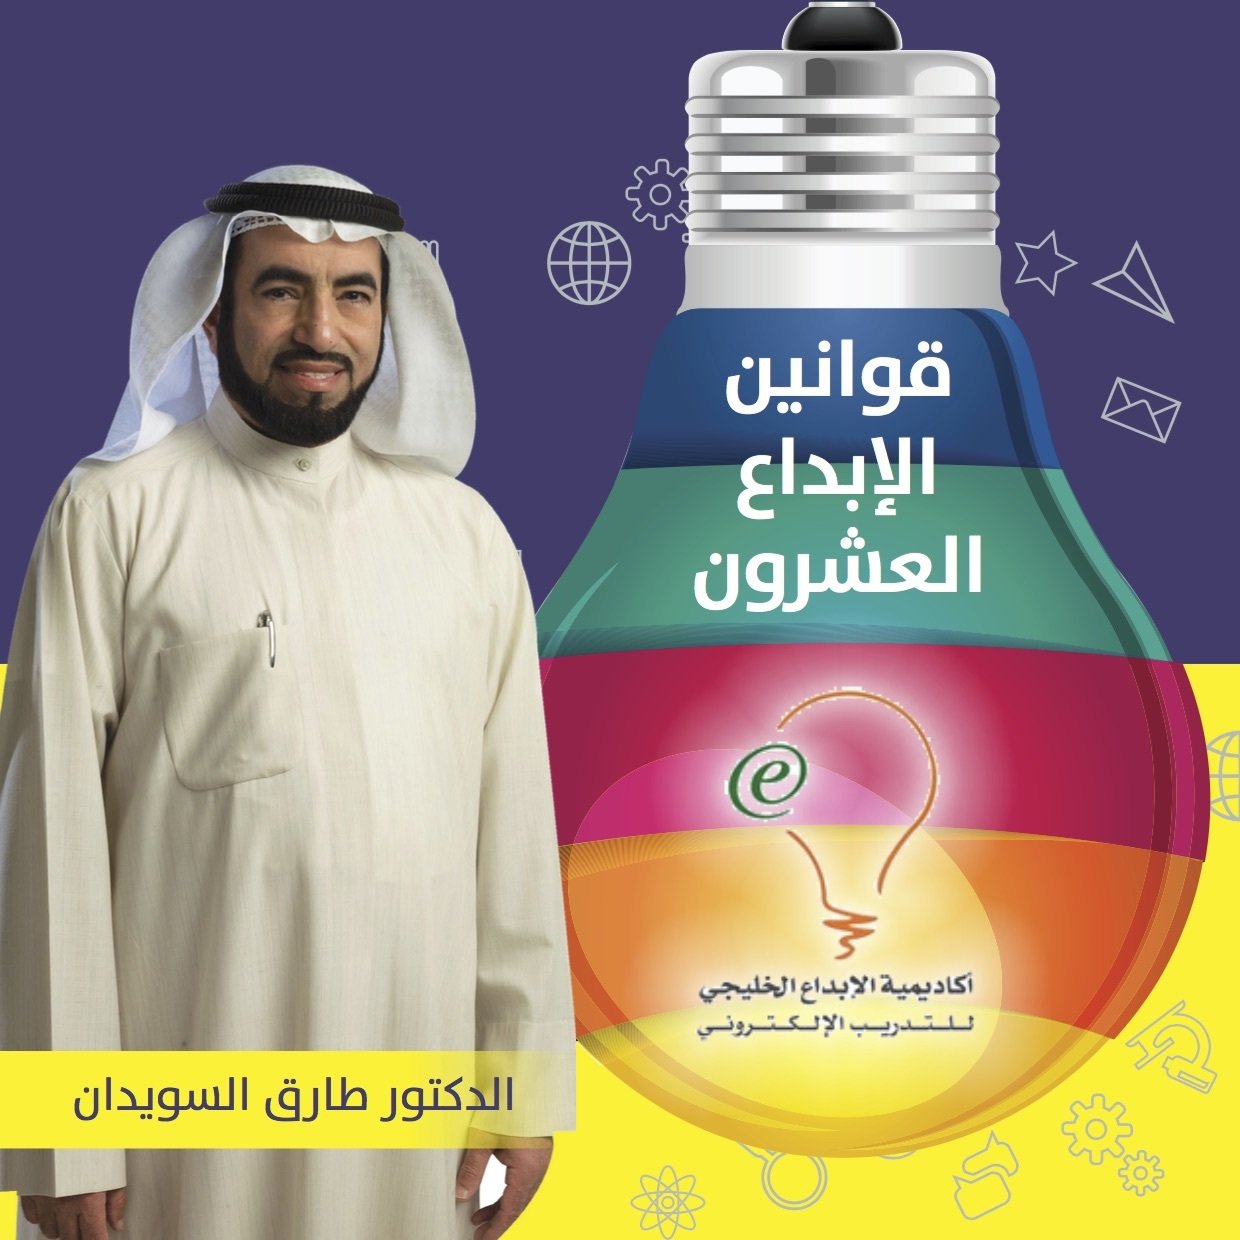 قوانين
الإبداع
العشرون
e
أكاديمية الإبداع الخليجي
للتدريب الإلكتروني
الدكتور طارق السويدان